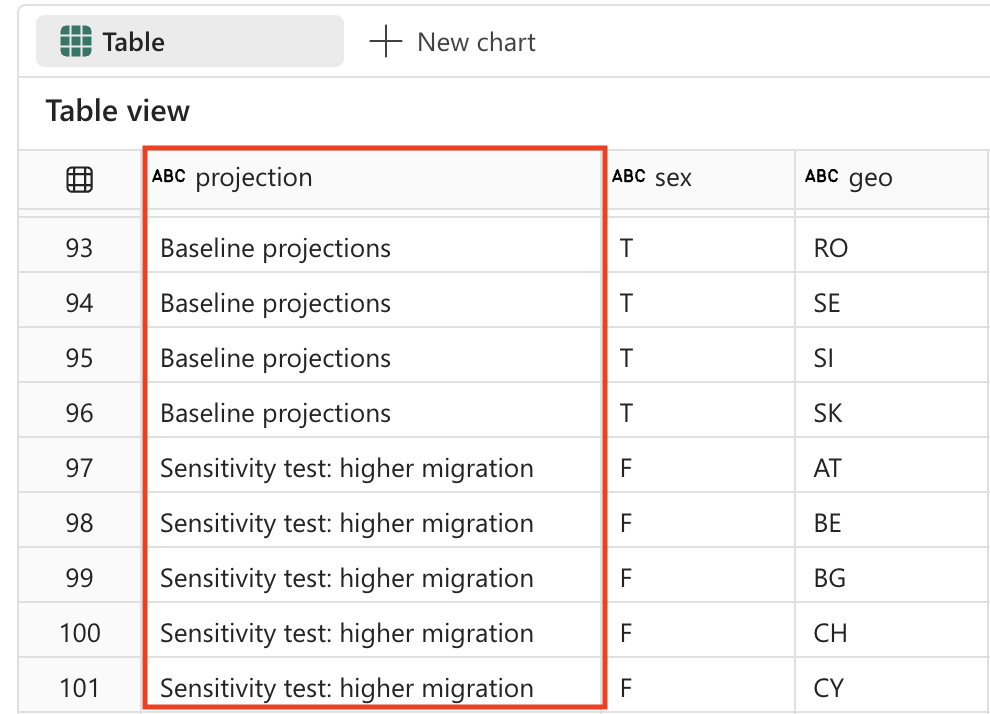 Table New chart
Table view
ABC projection ABC sex ABC geo
93 Baseline projections T RO
94 Baseline projections T SE
95 Baseline projections T SI
96 Baseline projections T SK
97 Sensitivity test: higher migration F AT
98 Sensitivity test: higher migration F BE
99 Sensitivity test: higher migration F BG
100 Sensitivity test: higher migration F CH
101 Sensitivity test: higher migration F CY